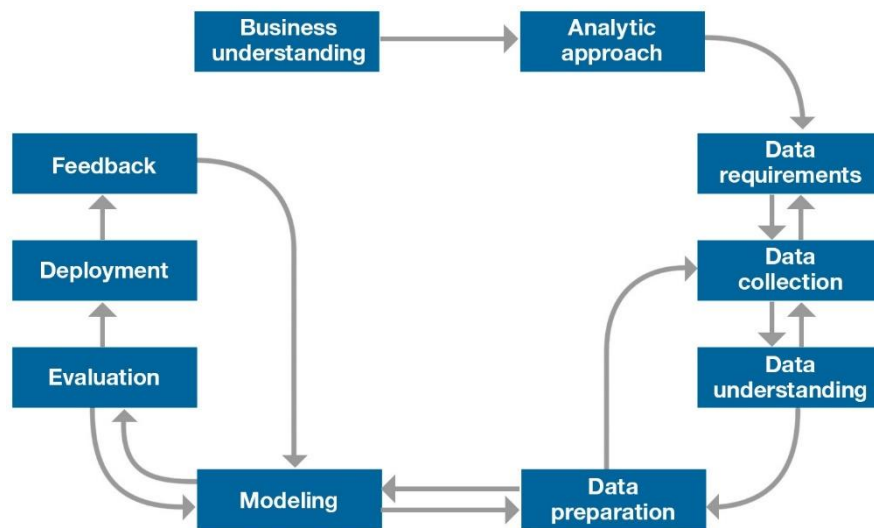 Business
understanding
Analytic
approach
Data
requirements
Data
collection
Data
understanding
Data
preparation
Modeling
Evaluation
Deployment
Feedback